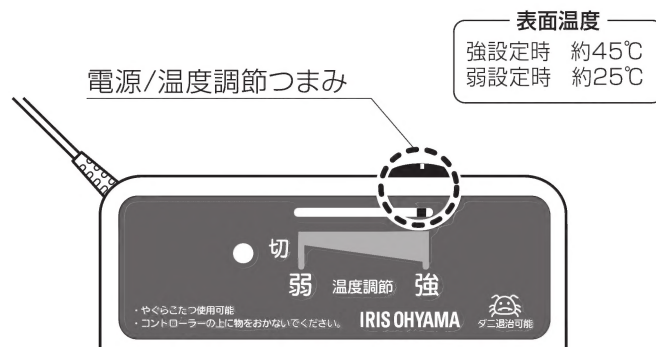 表面温度
強設定時 約45℃
弱設定時 約25℃
電源/温度調節つまみ
切
弱 温度調節 強
・やぐらこたつ使用可能
・コントローラーの上に物をおかないでください。
IRIS OHYAMA
ダニ退治可能